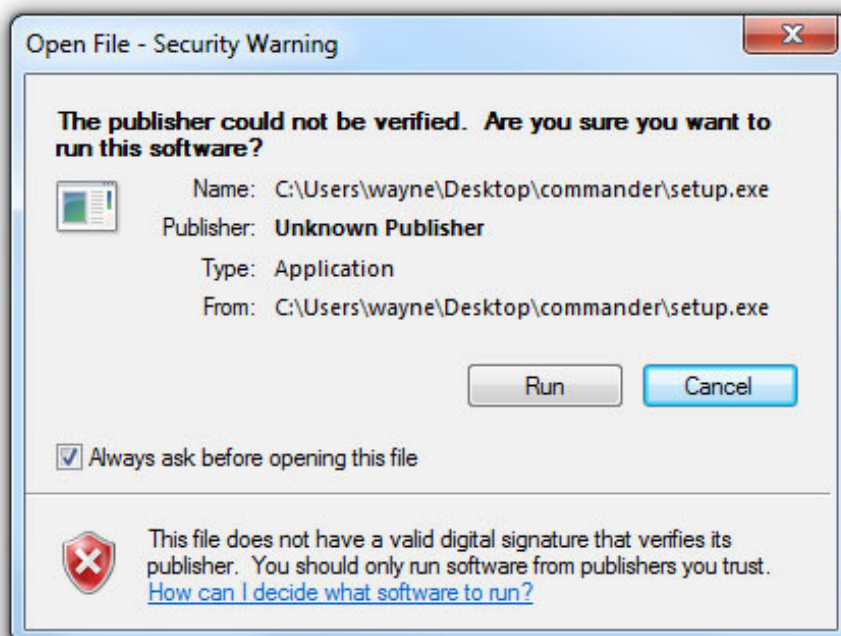 Open File - Security Warning
The publisher could not be verified.  Are you sure you want to
run this software?
Name: C:\Users\wayne\Desktop\commander\setup.exe
Publisher: Unknown Publisher
Type: Application
From: C:\Users\wayne\Desktop\commander\setup.exe
Run Cancel
Always ask before opening this file
This file does not have a valid digital signature that verifies its
publisher.  You should only run software from publishers you trust.
How can I decide what software to run?